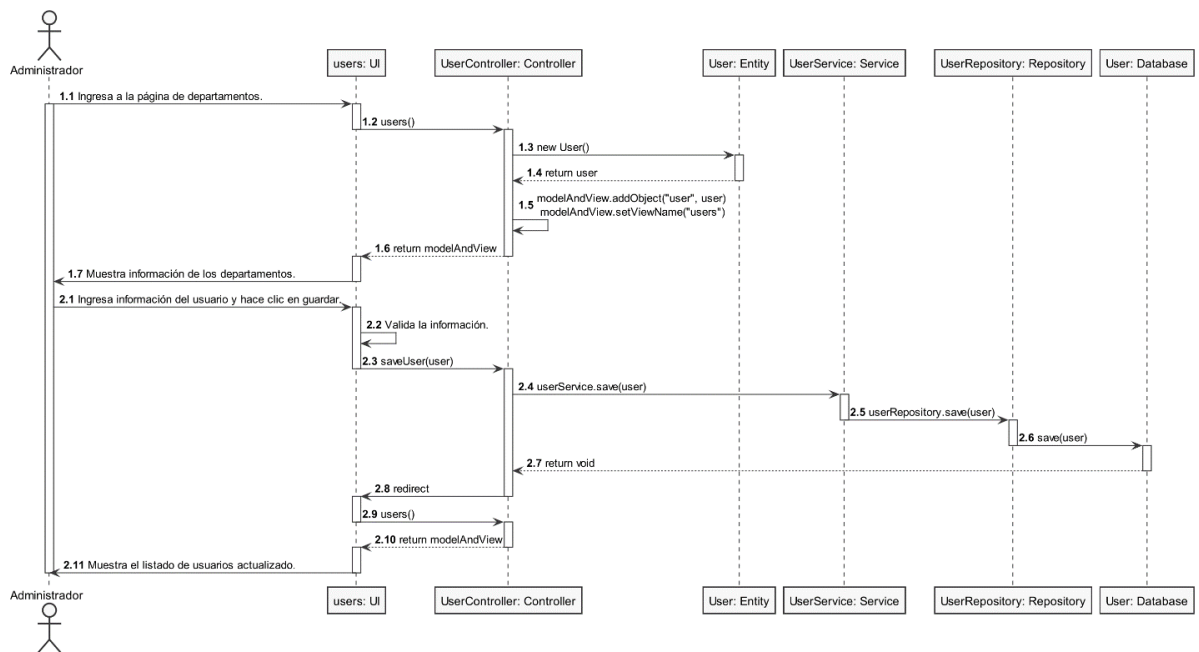 Administrador
users: UI
UserController: Controller
User: Entity
UserService: Service
UserRepository: Repository
User: Database
1.1 Ingresa a la página de departamentos.
1.2 users()
1.3 new User()
1.4 return user
1.5 modelAndView.addObject("user", user)
modelAndView.setViewName("users")
1.6 return modelAndView
1.7 Muestra información de los departamentos.
2.1 Ingresa información del usuario y hace clic en guardar.
2.2 Valida la información.
2.3 saveUser(user)
2.4 userService.save(user)
2.5 userRepository.save(user)
2.6 save(user)
2.7 return void
2.8 redirect
2.9 users()
2.10 return modelAndView
2.11 Muestra el listado de usuarios actualizado.
Administrador
users: UI
UserController: Controller
User: Entity
UserService: Service
UserRepository: Repository
User: Database